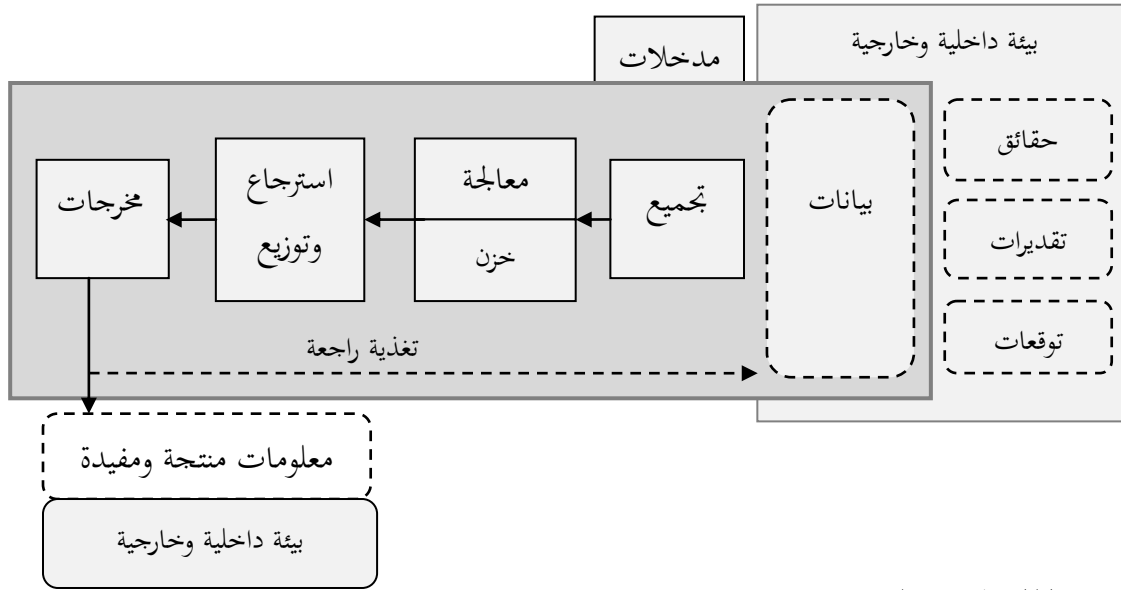 بيئة داخلية وخارجية
مدخلات
حقائق
تقديرات
توقعات
بيانات
تجميع
معالجة
خزن
استرجاع
وتوزيع
مخرجات
تغذية راجعة
معلومات منتجة ومفيدة
بيئة داخلية وخارجية